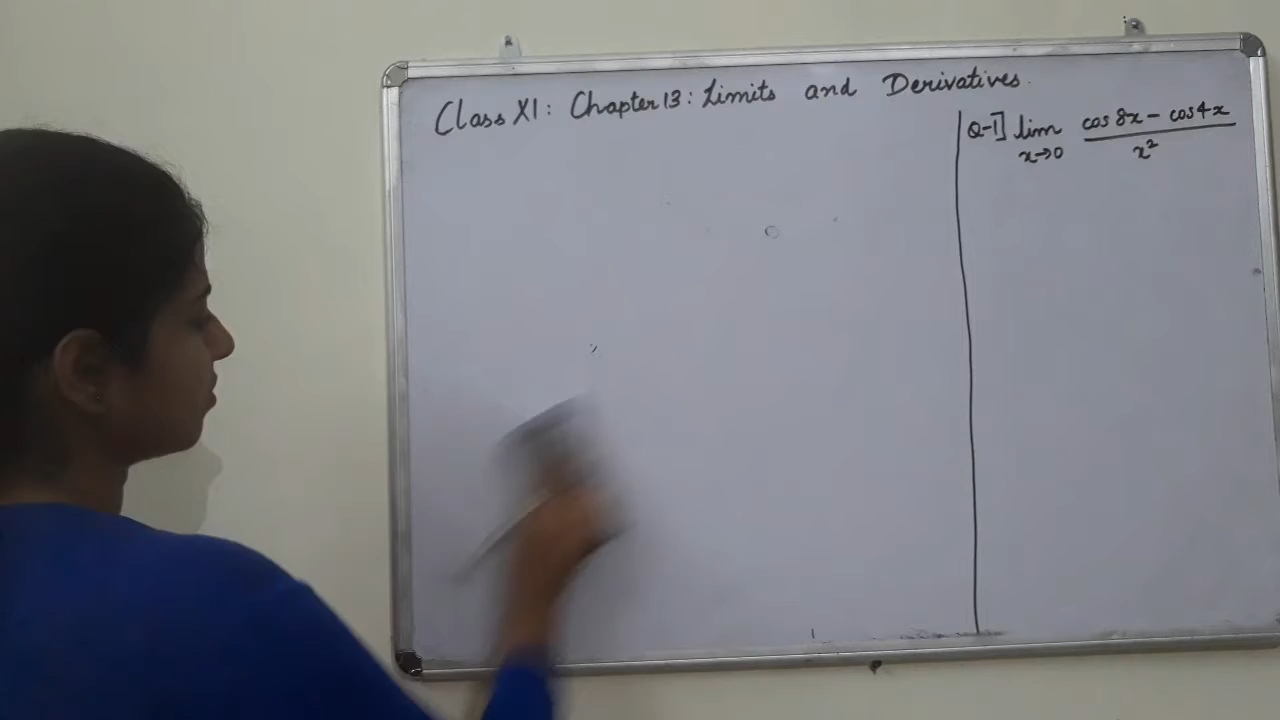 Class XI: Chapter 13: Limits and Derivatives.
Q-1] lim cos 8x - cos 4x
x→0 x²